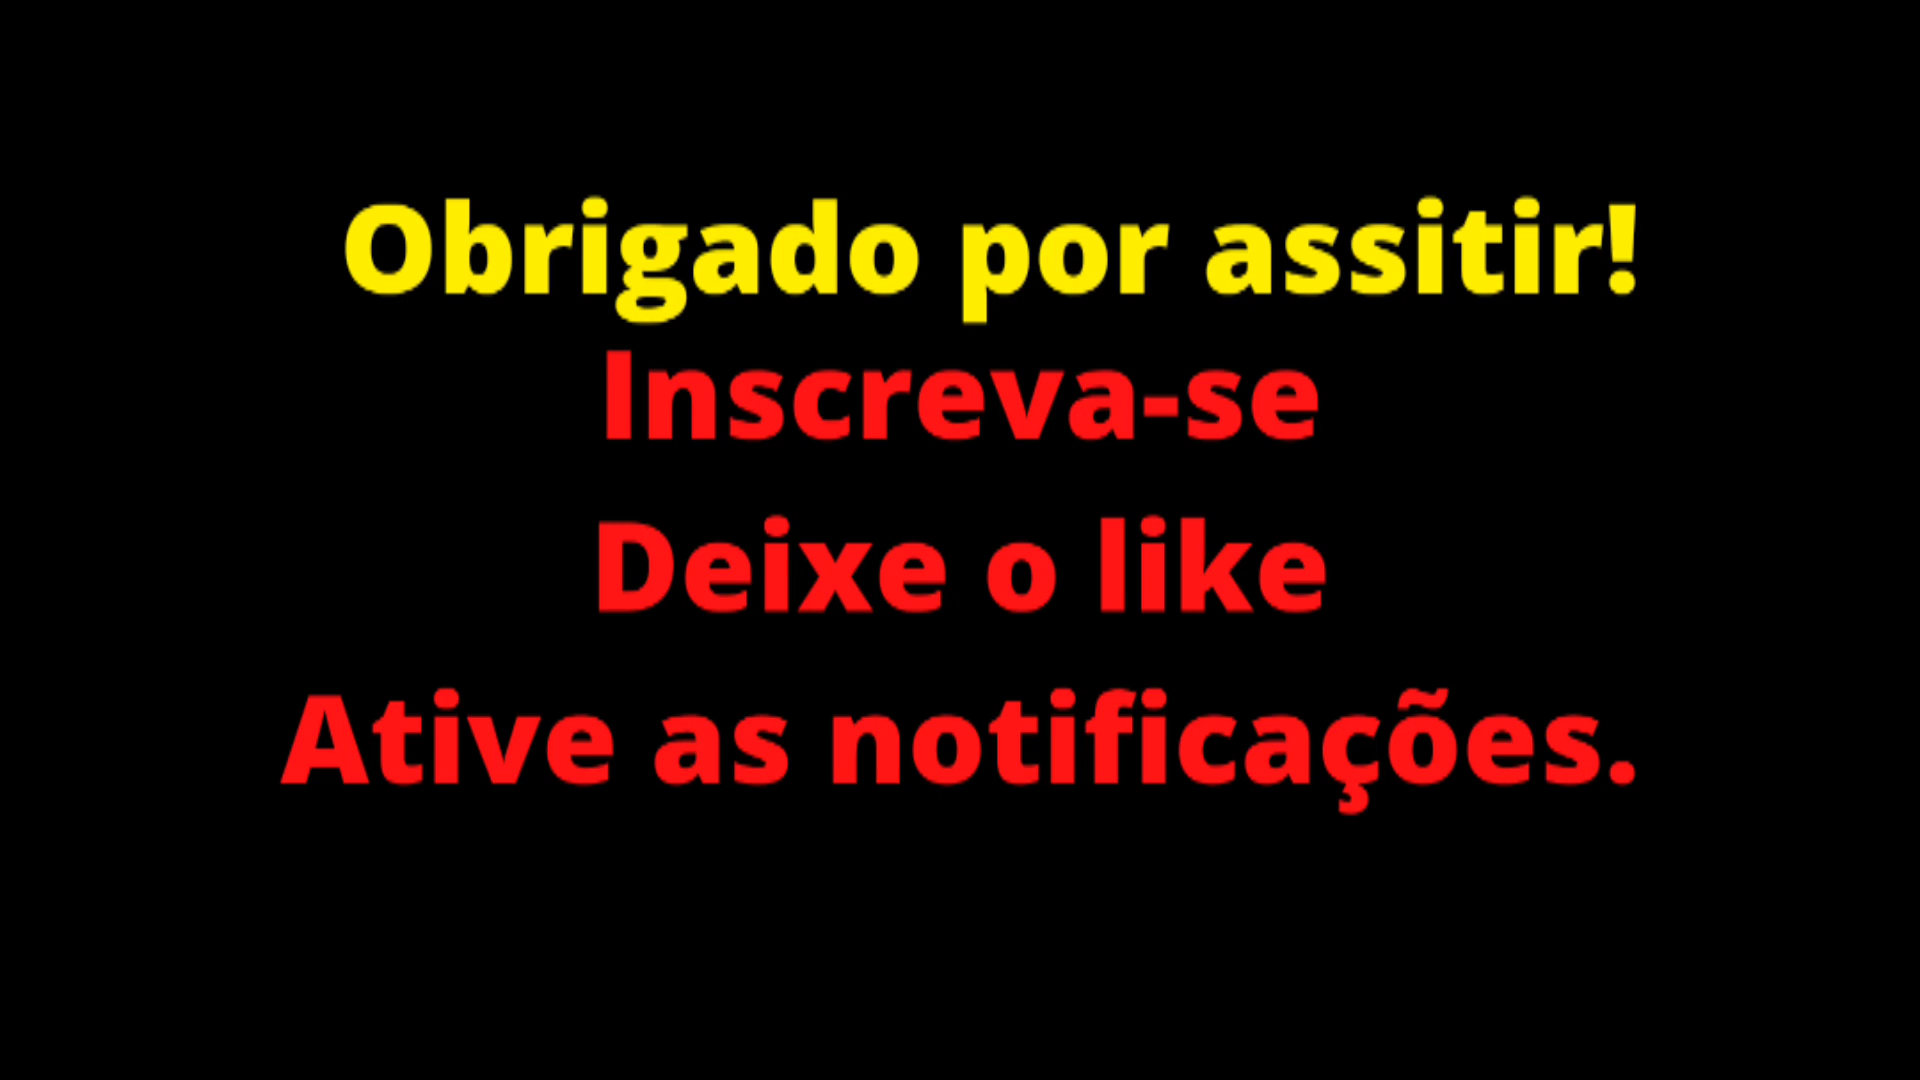 Obrigado por assitir!
Inscreva-se
Deixe o like
Ative as notificações.